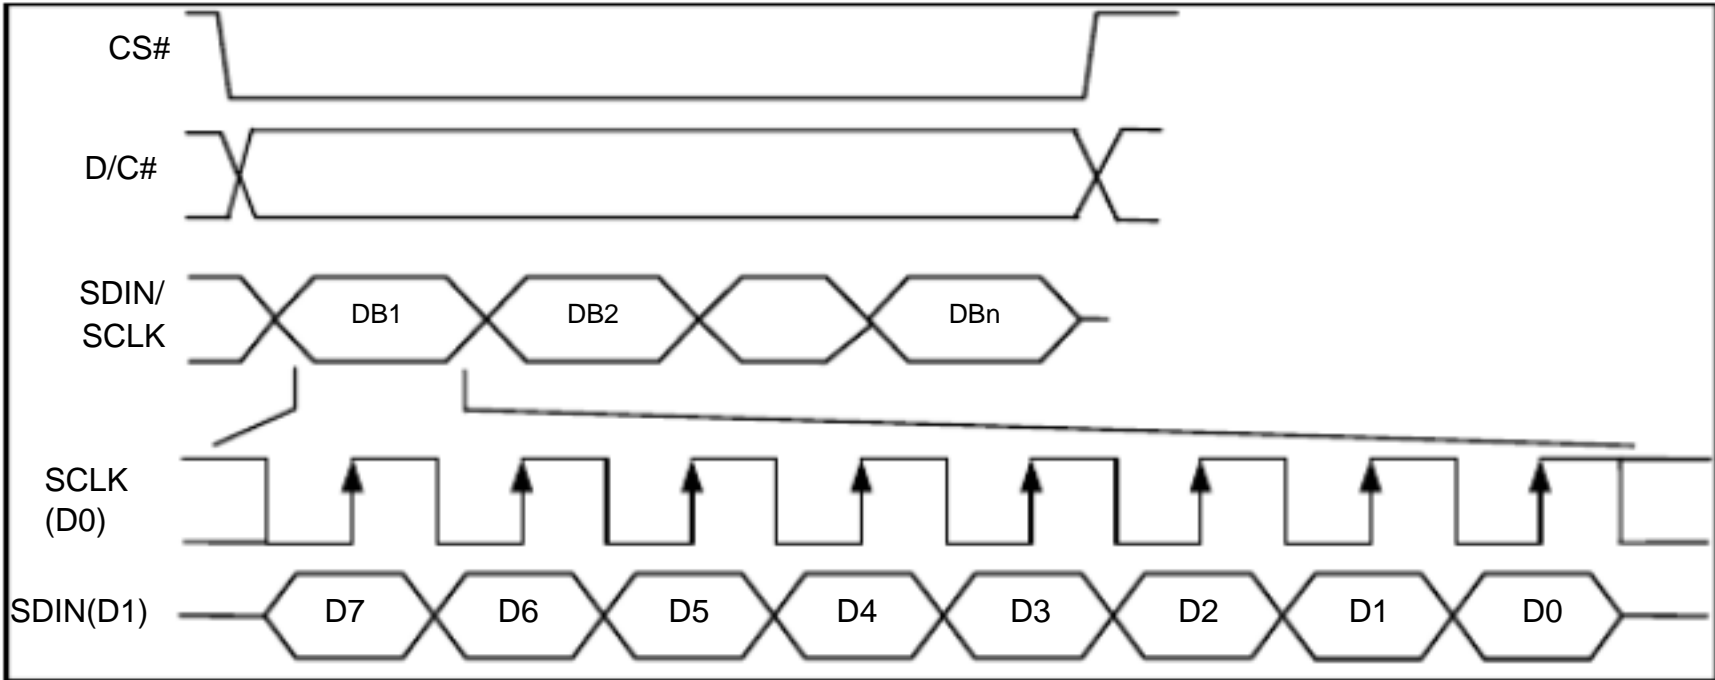 CS#
D/C#
SDIN/
SCLK
DB1 DB2 DBn
SCLK
(D0)
SDIN(D1) D7 D6 D5 D4 D3 D2 D1 D0